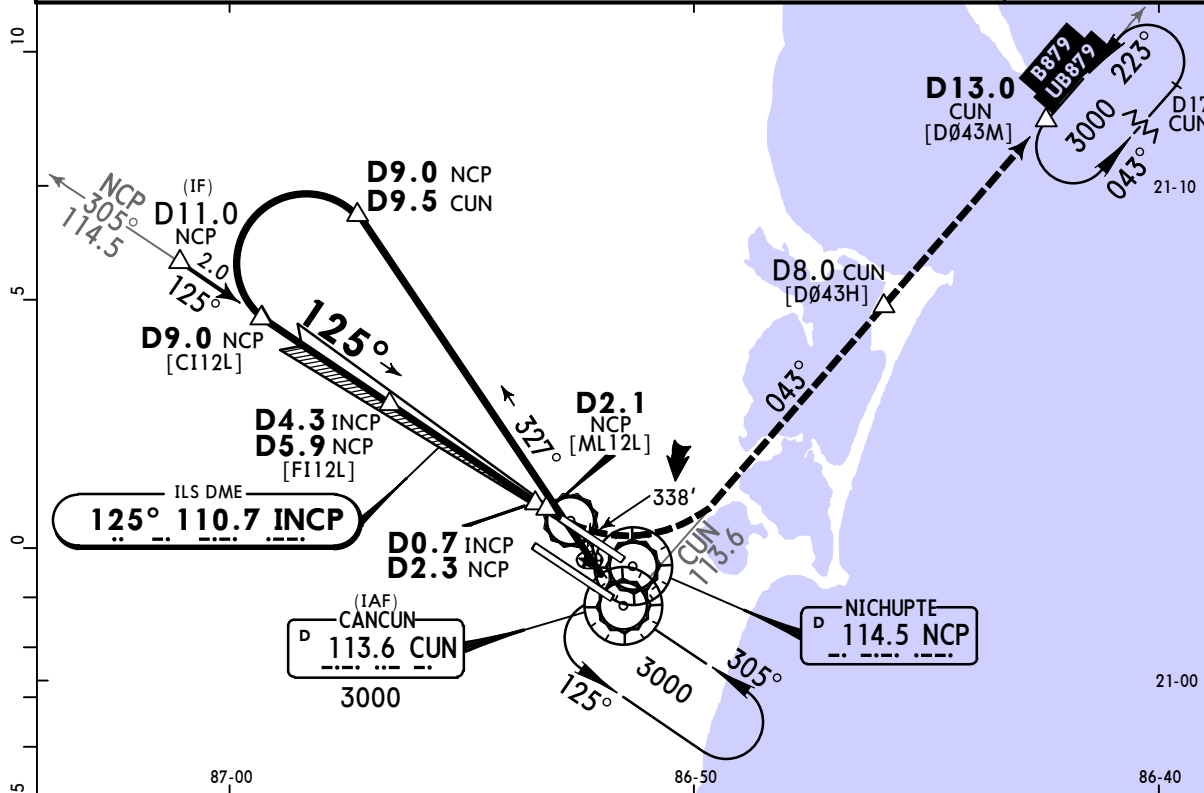 10
5
0
5
B879
UB879
223°
D13.0
CUN
[DØ43M]
3000
043°
D17
CUN
21-10
NCP
305°
114.5
(IF)
D11.0
NCP
2.0
125°
D9.0 NCP
D9.5 CUN
D9.0 NCP
[CI12L]
125°
D8.0 CUN
[DØ43H]
043°
D4.3 INCP
D5.9 NCP
[FI12L]
327°
D2.1
NCP
[ML12L]
338'
ILS DME
125° 110.7 INCP
D0.7 INCP
D2.3 NCP
CUN
113.6
(IAF)
CANCUN
D 113.6 CUN
3000
NICHUPTE
D 114.5 NCP
125°
3000
305°
21-00
87-00
86-50
86-40